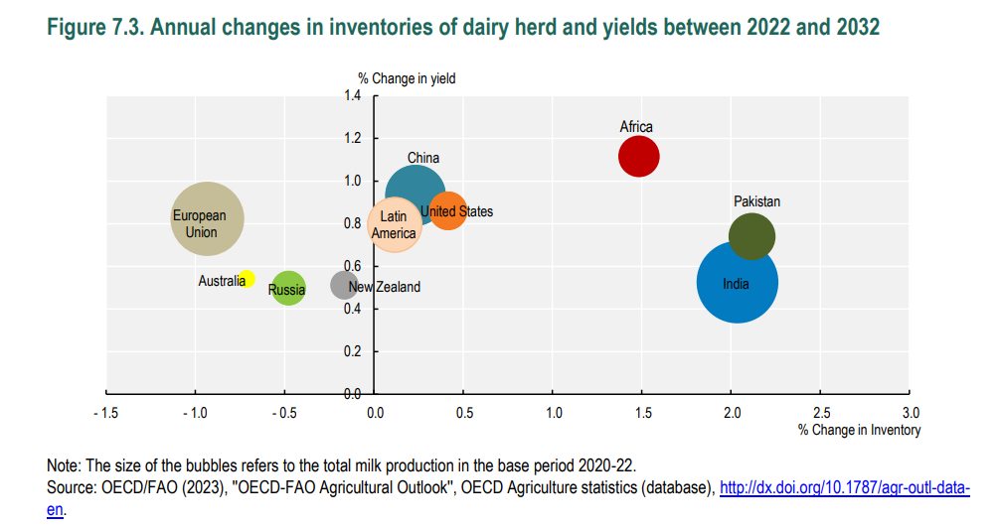 Figure 7.3. Annual changes in inventories of dairy herd and yields between 2022 and 2032
% Change in yield
1.4
1.2
1.0
0.8
0.6
0.4
0.2
0.0
Africa
China
Pakistan
European
Union
Latin
America
United States
Australia
Russia
New Zealand
India
- 1.5
- 1.0
- 0.5
0.0
0.5
1.0
1.5
2.0
2.5
3.0
% Change in Inventory
Note: The size of the bubbles refers to the total milk production in the base period 2020-22.
Source: OECD/FAO (2023), "OECD-FAO Agricultural Outlook", OECD Agriculture statistics (database), http://dx.doi.org/10.1787/agr-outl-data-
en.